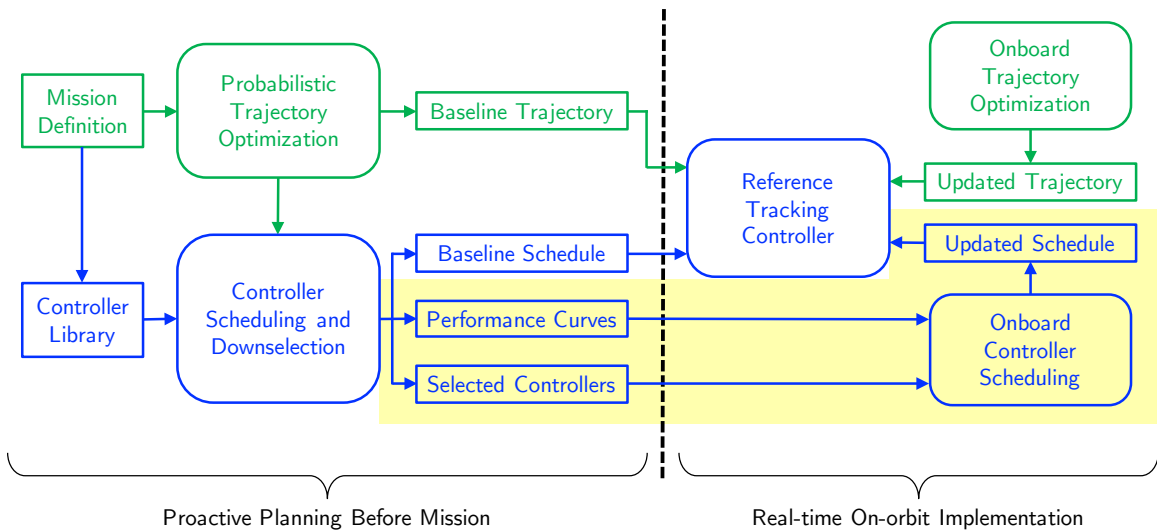 Mission
Definition
Probabilistic
Trajectory
Optimization
Baseline Trajectory
Onboard
Trajectory
Optimization
Updated Trajectory
Reference
Tracking
Controller
Controller
Library
Controller
Scheduling and
Downselection
Baseline Schedule
Performance Curves
Selected Controllers
Updated Schedule
Onboard
Controller
Scheduling
Proactive Planning Before Mission
Real-time On-orbit Implementation